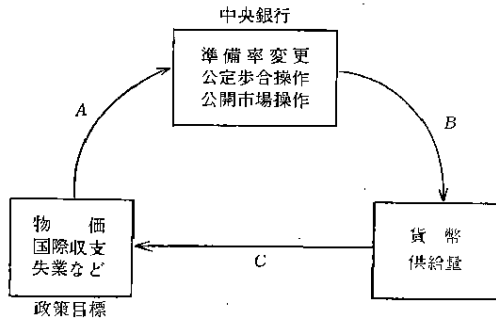 中央銀行
準備率変更
公定歩合操作
公開市場操作
A
B
物価
国際収支
失業など
政策目標
C
貨幣
供給量